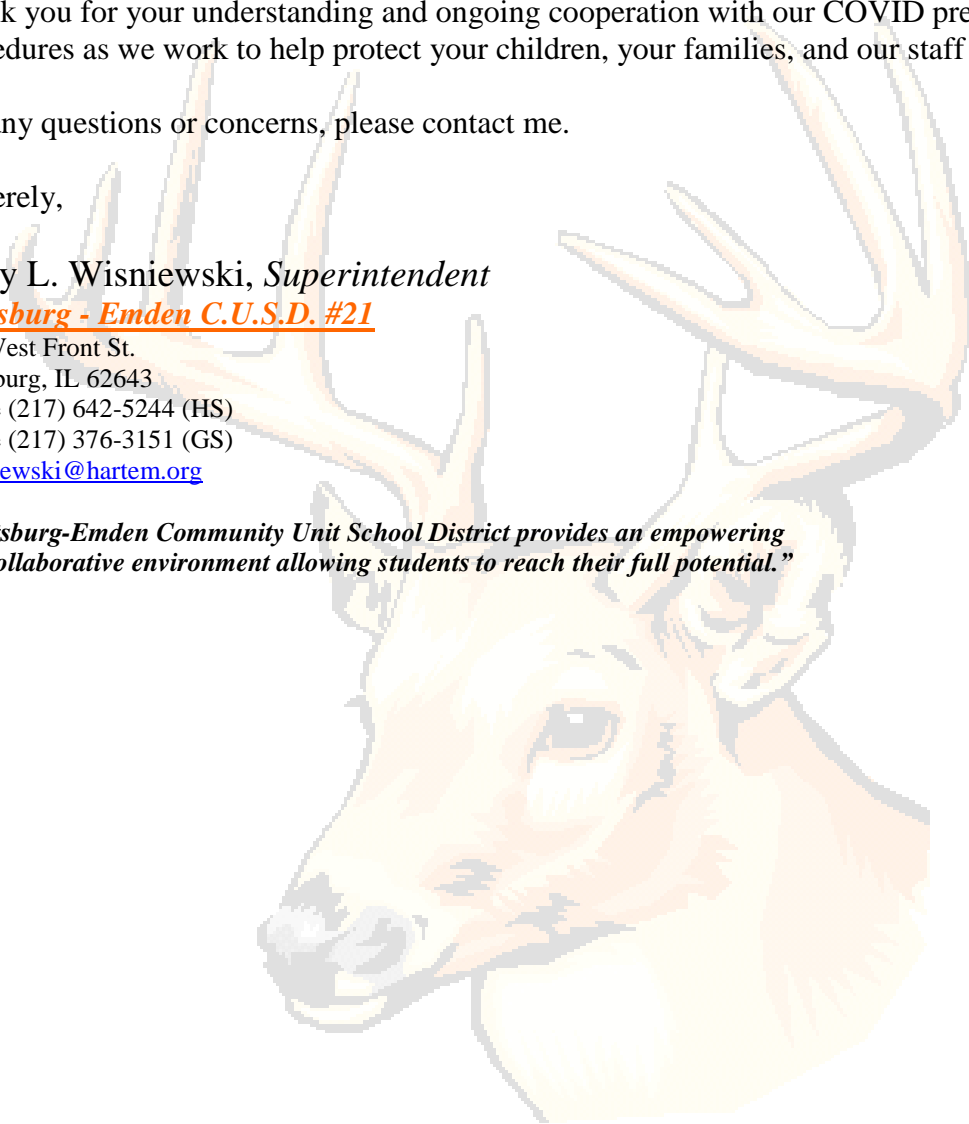 k you for your understanding and ongoing cooperation with our COVID pre
edures as we work to help protect your children, your families, and our staff
any questions or concerns, please contact me.
erely,
y L. Wisniewski, Superintendent
sburg - Emden C.U.S.D. #21
West Front St.
burg, IL 62643
(217) 642-5244 (HS)
(217) 376-3151 (GS)
ewski@hartem.org
sburg-Emden Community Unit School District provides an empowering
ollaborative environment allowing students to reach their full potential.”